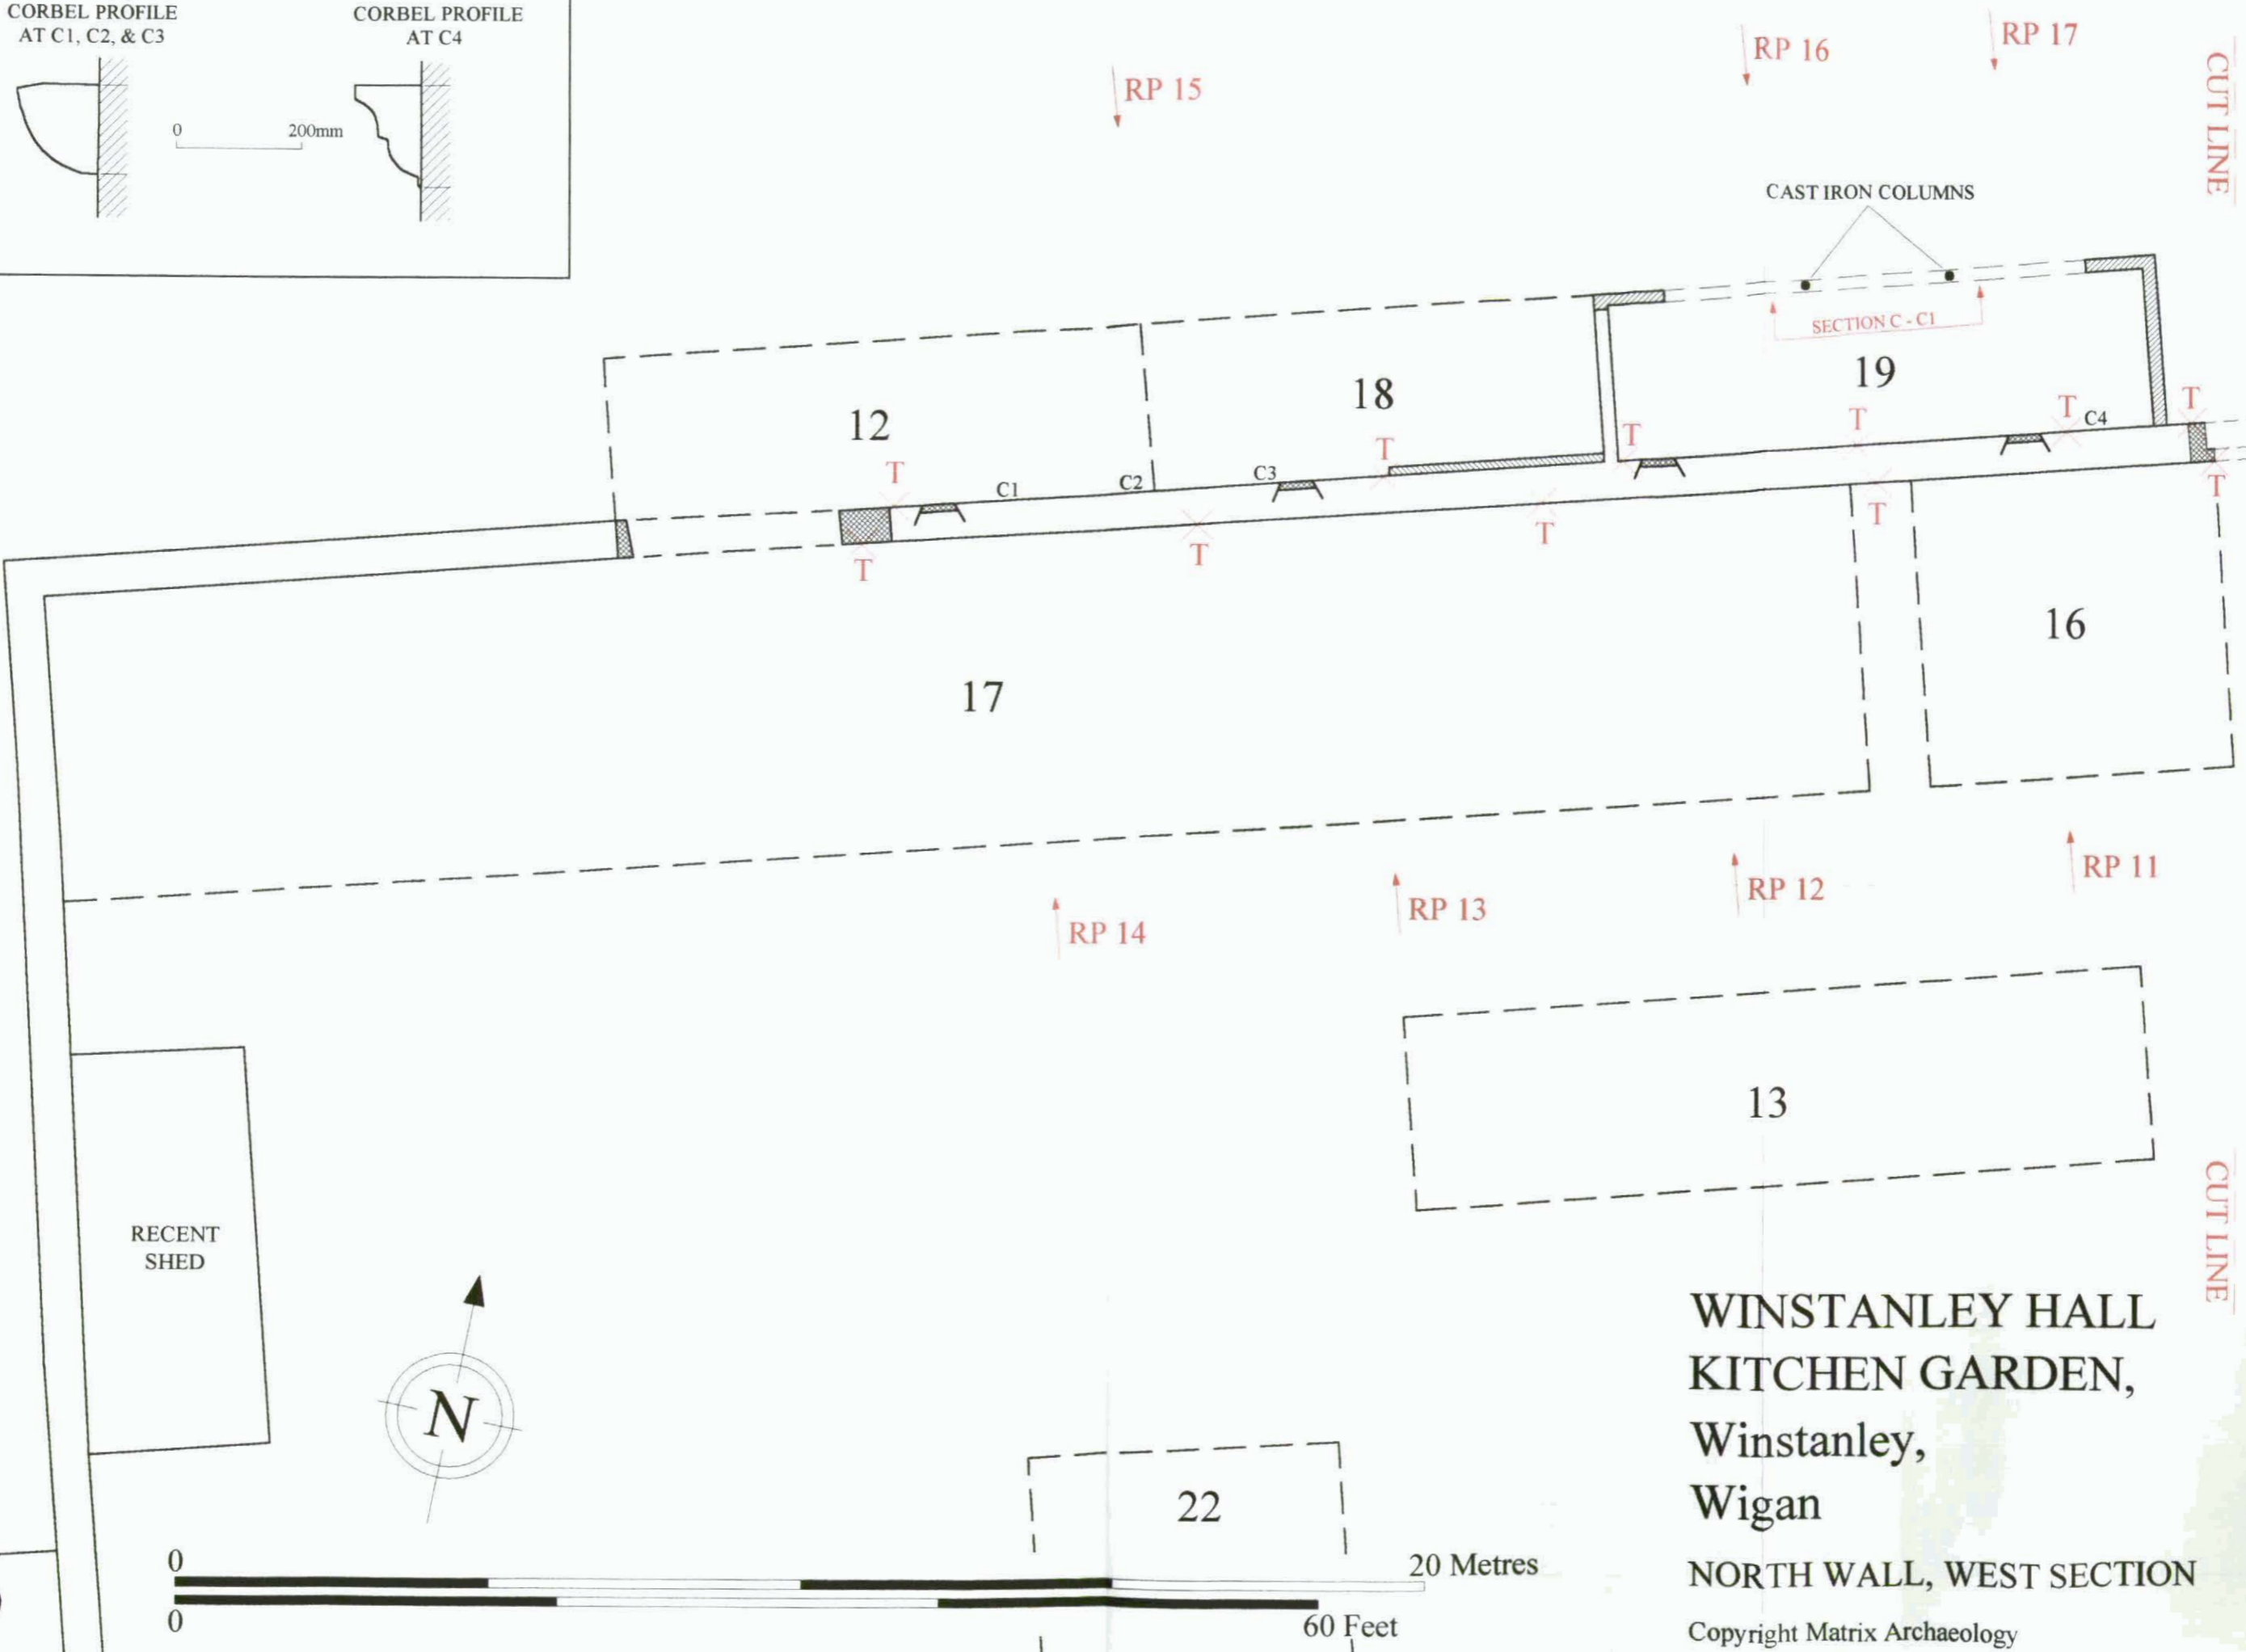 CORBEL PROFILE
AT C1, C2, & C3
CORBEL PROFILE
AT C4
0
200mm
RP 15
RP 16
RP 17
CUT LINE
CAST IRON COLUMNS
SECTION C - C1
19
18
12
T
T
T
T
T
T
C4
C3
C2
C1
T
T
T
T
T
16
17
RP 11
RP 12
RP 13
RP 14
13
CUT LINE
RECENT
SHED
N
22
0
20 Metres
0
60 Feet
WINSTANLEY HALL
KITCHEN GARDEN,
Winstanley,
Wigan
NORTH WALL, WEST SECTION
Copyright Matrix Archaeology